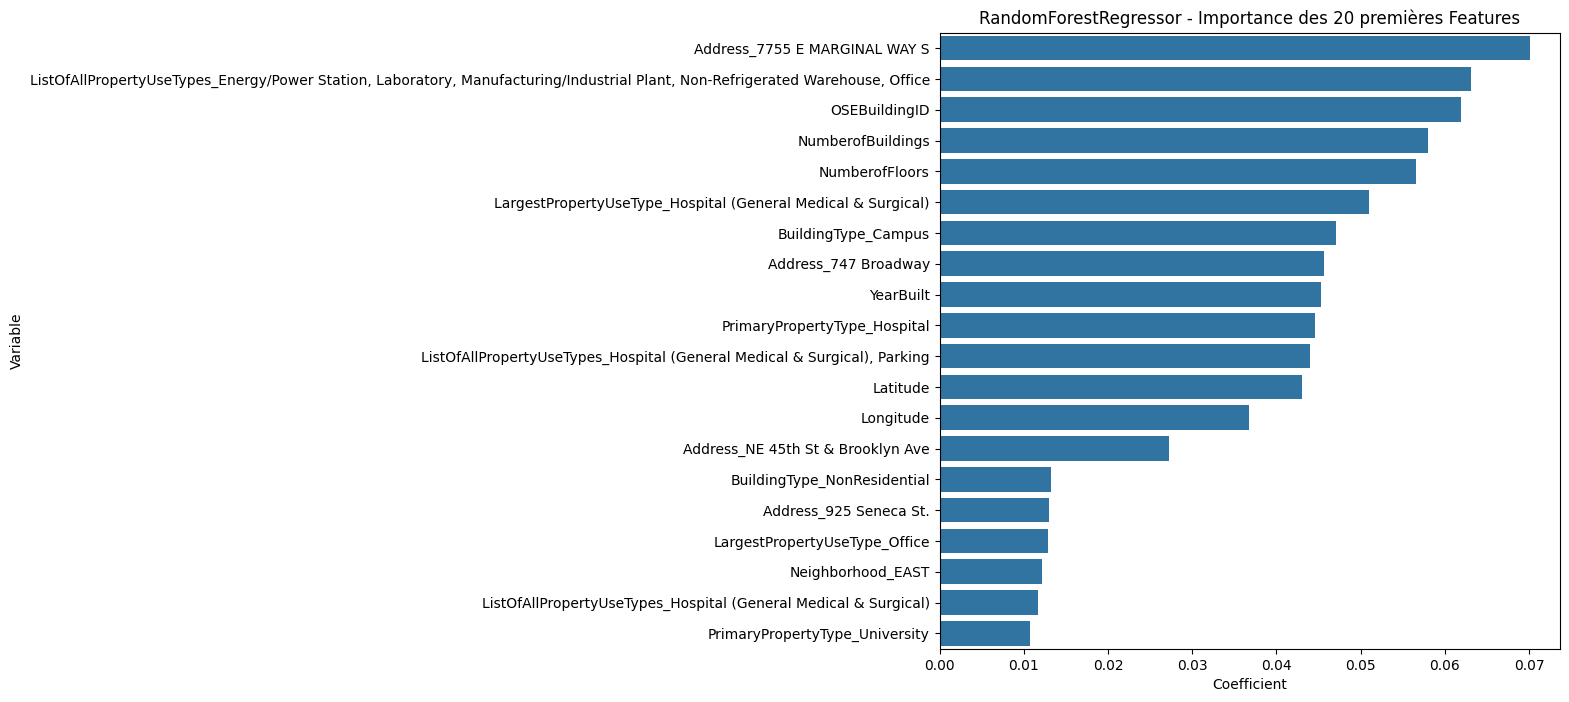 RandomForestRegressor - Importance des 20 premières Features
Variable
Address_7755 E MARGINAL WAY S
ListOfAllPropertyUseTypes_Energy/Power Station, Laboratory, Manufacturing/Industrial Plant, Non-Refrigerated Warehouse, Office
OSEBuildingID
NumberofBuildings
NumberofFloors
LargestPropertyUseType_Hospital (General Medical & Surgical)
BuildingType_Campus
Address_747 Broadway
YearBuilt
PrimaryPropertyType_Hospital
ListOfAllPropertyUseTypes_Hospital (General Medical & Surgical), Parking
Latitude
Longitude
Address_NE 45th St & Brooklyn Ave
BuildingType_NonResidential
Address_925 Seneca St.
LargestPropertyUseType_Office
Neighborhood_EAST
ListOfAllPropertyUseTypes_Hospital (General Medical & Surgical)
PrimaryPropertyType_University
0.00 0.01 0.02 0.03 0.04 0.05 0.06 0.07
Coefficient